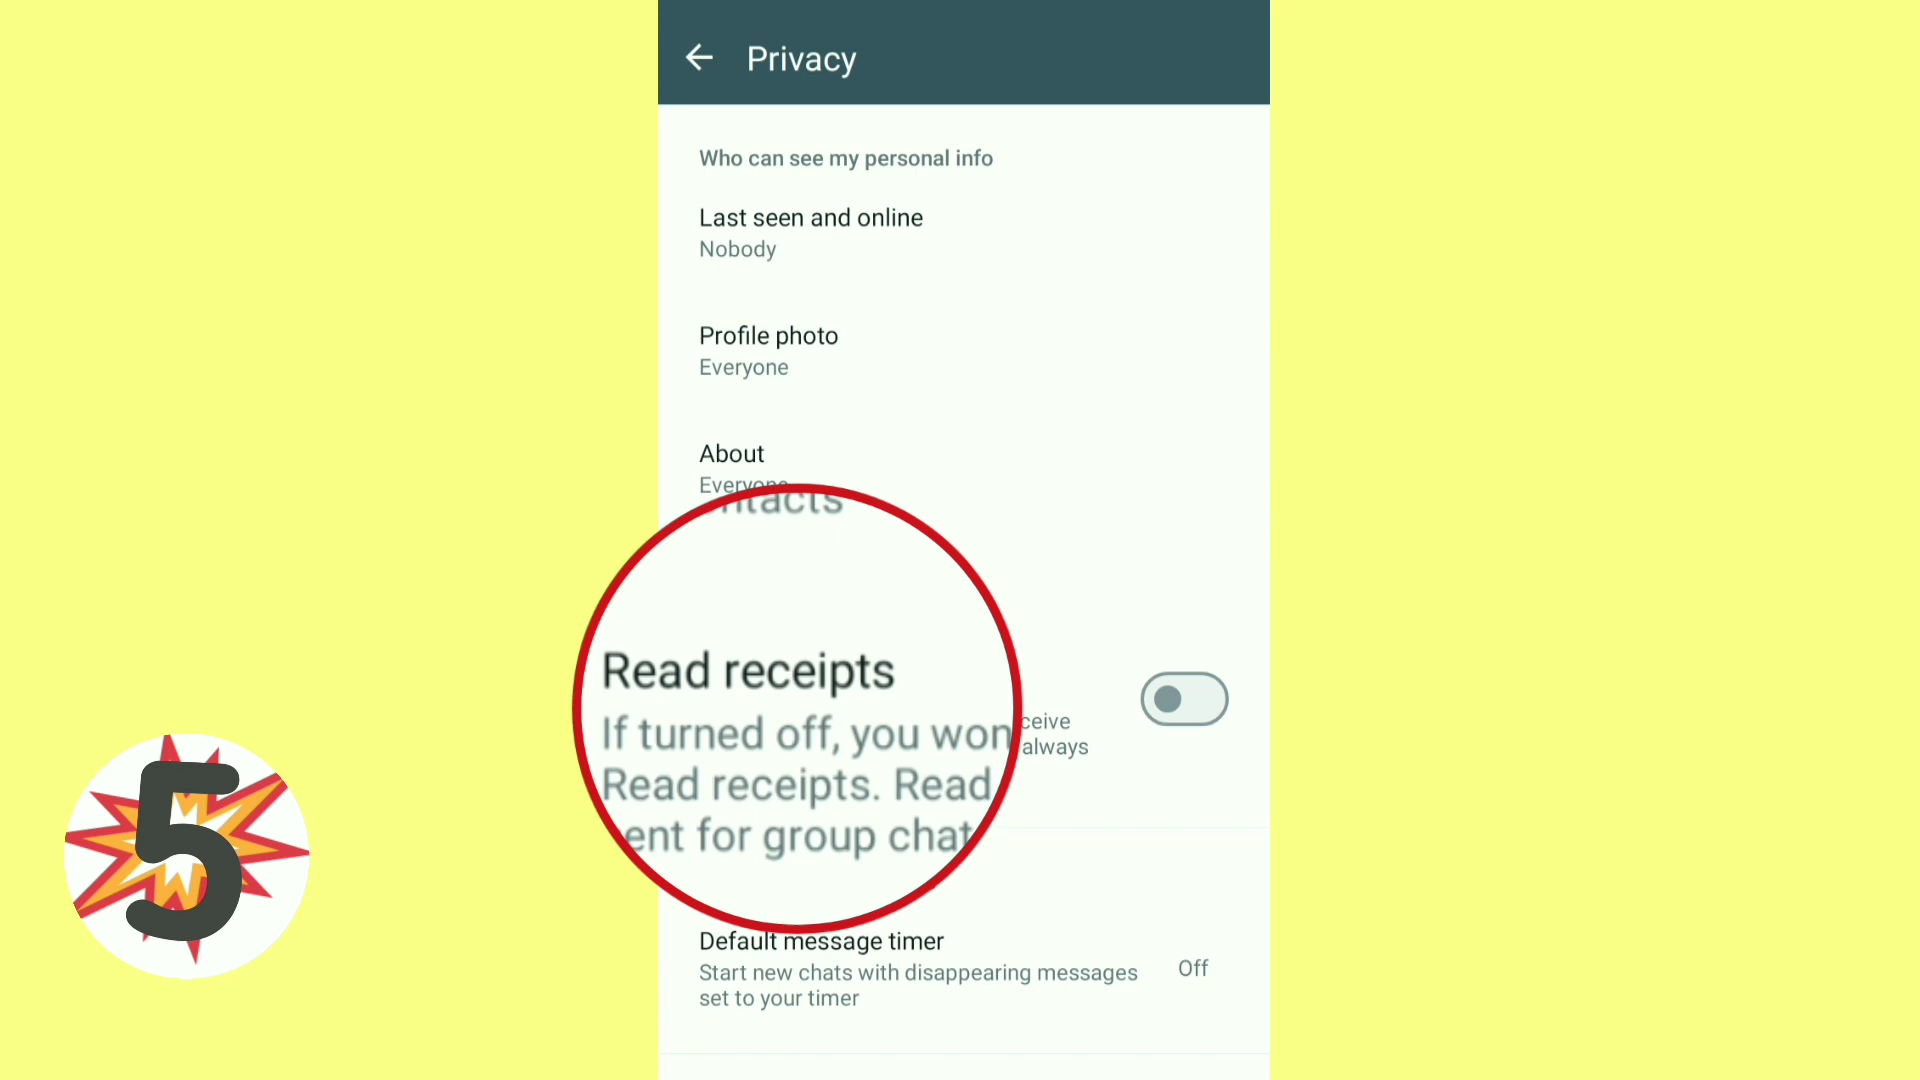 Privacy
Who can see my personal info
Last seen and online
Nobody
Profile photo
Everyone
About
Everyone
Read receipts
If turned off, you won
ceive
always
Read receipts. Read
ent for group chat
Default message timer
Start new chats with disappearing messages
set to your timer
Off
5